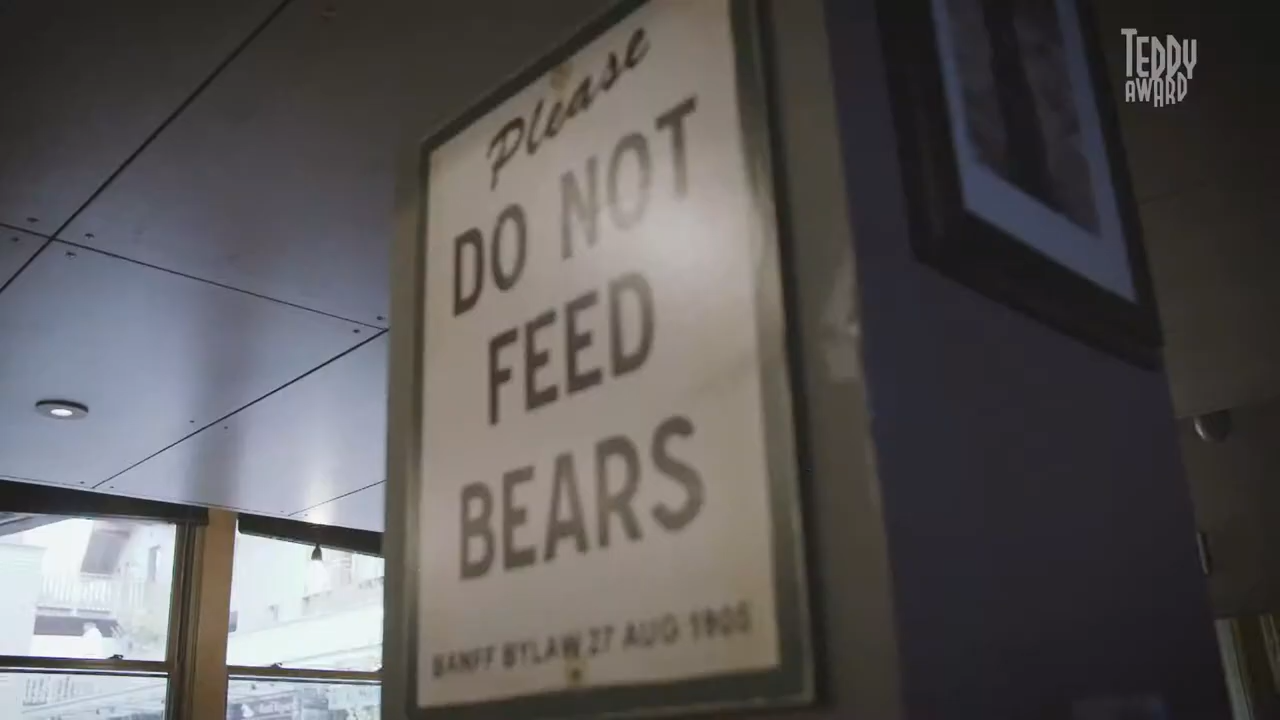 Please
DO NOT
FEED
BEARS
BANFF BYLAW 27 AUG 1905
TEDDY
AWARD